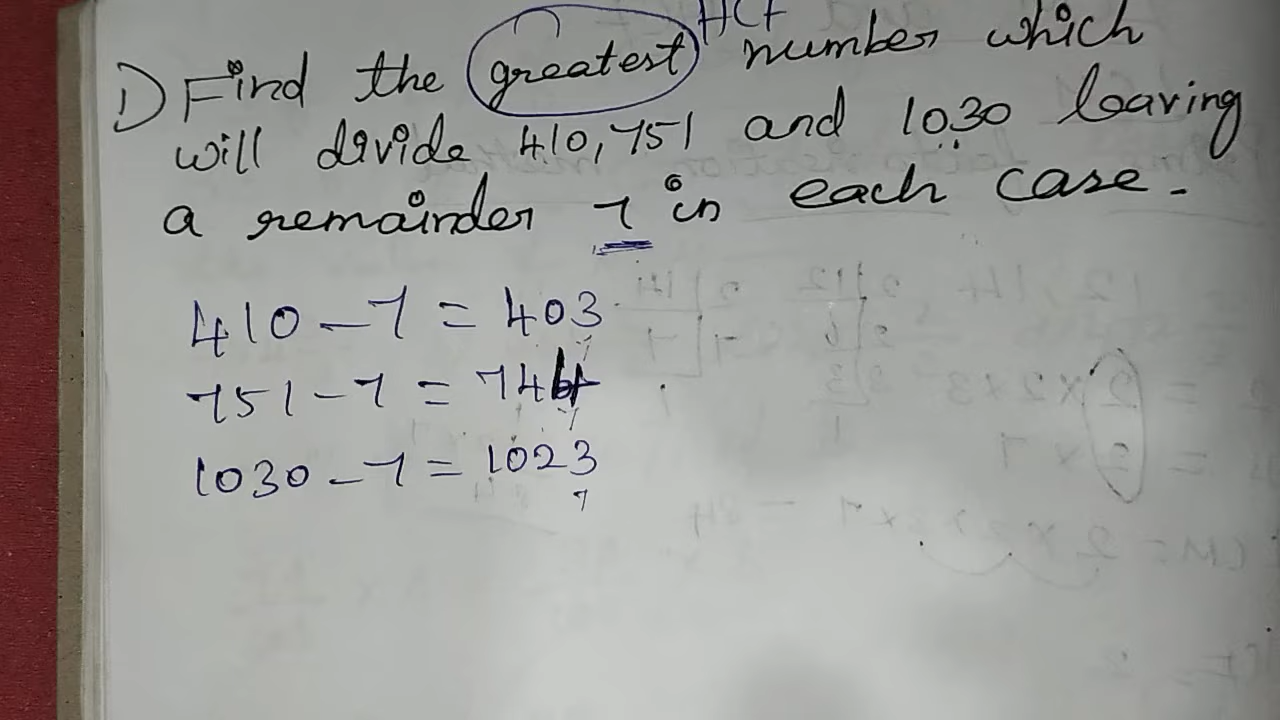 HCF
1) Find the greatest number which
will divide 410, 751 and 1030 leaving
a remainder 7 in each case.
410 - 7 = 403
751 - 7 = 744
1030 - 7 = 1023